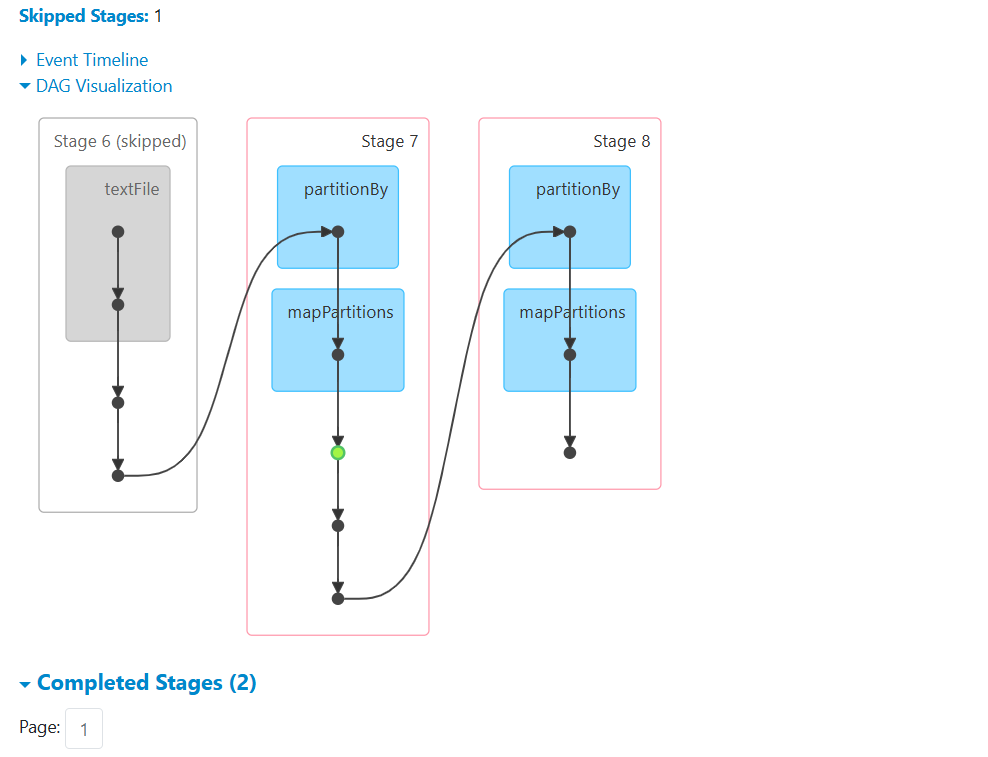 Skipped Stages: 1
Event Timeline
DAG Visualization
Stage 6 (skipped)
textFile
Stage 7
partitionBy
mapPartitions
Stage 8
partitionBy
mapPartitions
Completed Stages (2)
Page: 1